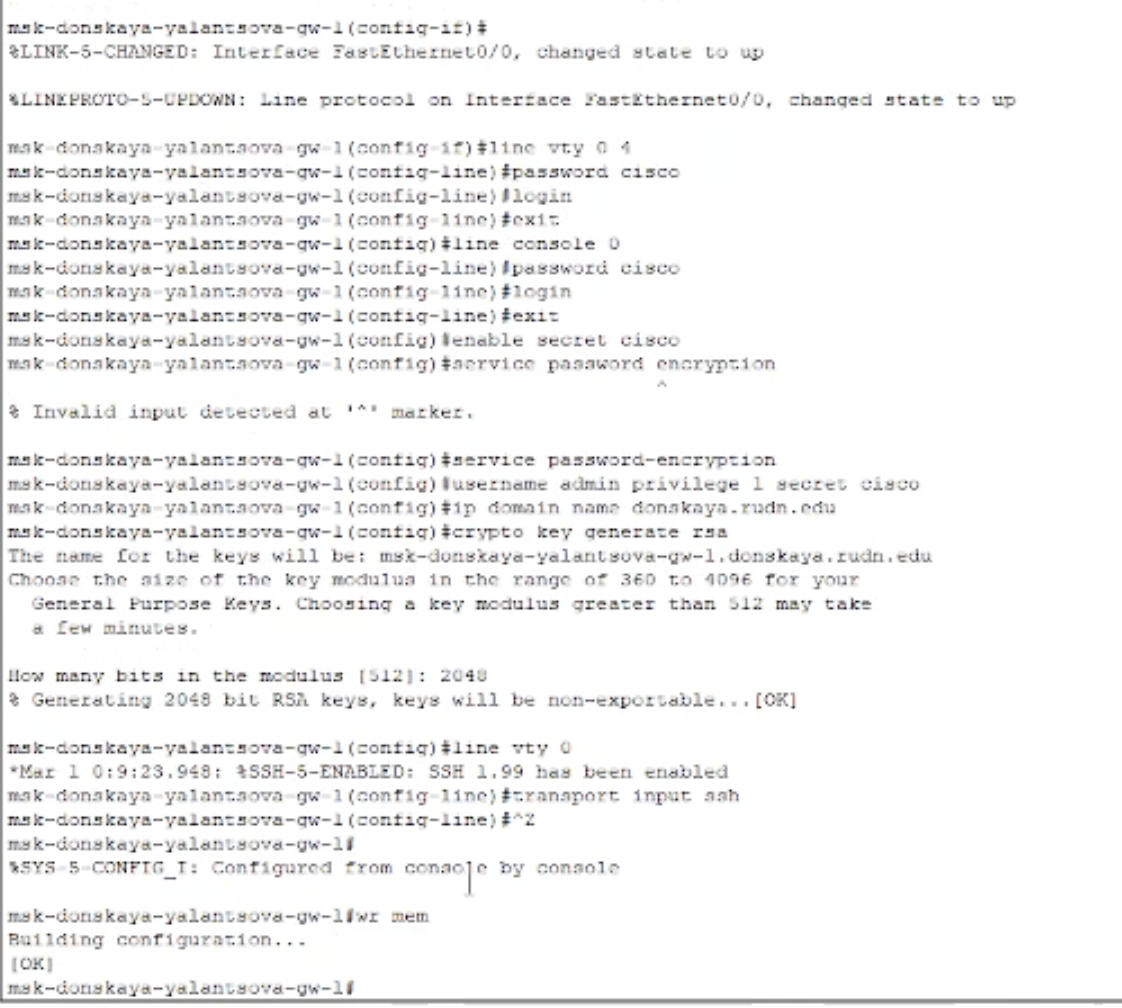 msk-donskaya-yalantsova-gw-1(config-if)#
%LINK-5-CHANGED: Interface FastEthernet0/0, changed state to up
%LINEPROTO-5-UPDOWN: Line protocol on Interface FastEthernet0/0, changed state to up
msk-donskaya-yalantsova-gw-1(config-if)#line vty 0 4
msk-donskaya-yalantsova-gw-1(config-line)#password cisco
msk-donskaya-yalantsova-gw-1(config-line)#login
msk-donskaya-yalantsova-gw-1(config-line)#exit
msk-donskaya-yalantsova-gw-1(config)#line console 0
msk-donskaya-yalantsova-gw-1(config-line)#password cisco
msk-donskaya-yalantsova-gw-1(config-line)#login
msk-donskaya-yalantsova-gw-1(config-line)#exit
msk-donskaya-yalantsova-gw-1(config)#enable secret cisco
msk-donskaya-yalantsova-gw-1(config)#service password encryption
^
% Invalid input detected at '^' marker.
msk-donskaya-yalantsova-gw-1(config)#service password-encryption
msk-donskaya-yalantsova-gw-1(config)#username admin privilege 1 secret cisco
msk-donskaya-yalantsova-gw-1(config)#ip domain name donskaya.rudn.edu
msk-donskaya-yalantsova-gw-1(config)#crypto key generate rsa
The name for the keys will be: msk-donskaya-yalantsova-gw-1.donskaya.rudn.edu
Choose the size of the key modulus in the range of 360 to 4096 for your
General Purpose Keys. Choosing a key modulus greater than 512 may take
a few minutes.
How many bits in the modulus [512]: 2048
% Generating 2048 bit RSA keys, keys will be non-exportable...[OK]
msk-donskaya-yalantsova-gw-1(config)#line vty 0
*Mar 1 0:9:23.948: %SSH-5-ENABLED: SSH 1.99 has been enabled
msk-donskaya-yalantsova-gw-1(config-line)#transport input ssh
msk-donskaya-yalantsova-gw-1(config-line)#^Z
msk-donskaya-yalantsova-gw-1#
%SYS-5-CONFIG_I: Configured from console by console
msk-donskaya-yalantsova-gw-1#wr mem
Building configuration...
[OK]
msk-donskaya-yalantsova-gw-1#